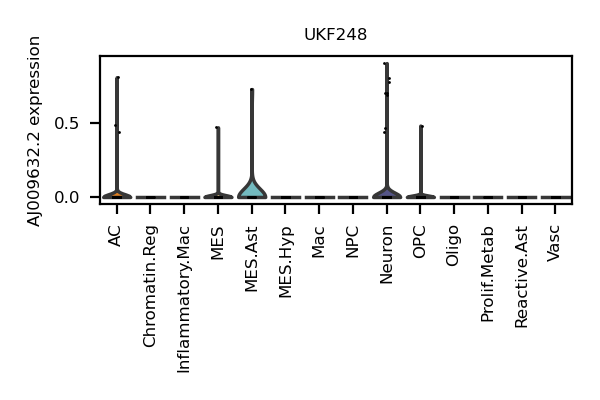 UKF248
AJ009632.2 expression
0.5
0.0
AC
Chromatin.Reg
Inflammatory.Mac
MES
MES.Ast
MES.Hyp
Mac
NPC
Neuron
OPC
Oligo
Prolif.Metab
Reactive.Ast
Vasc